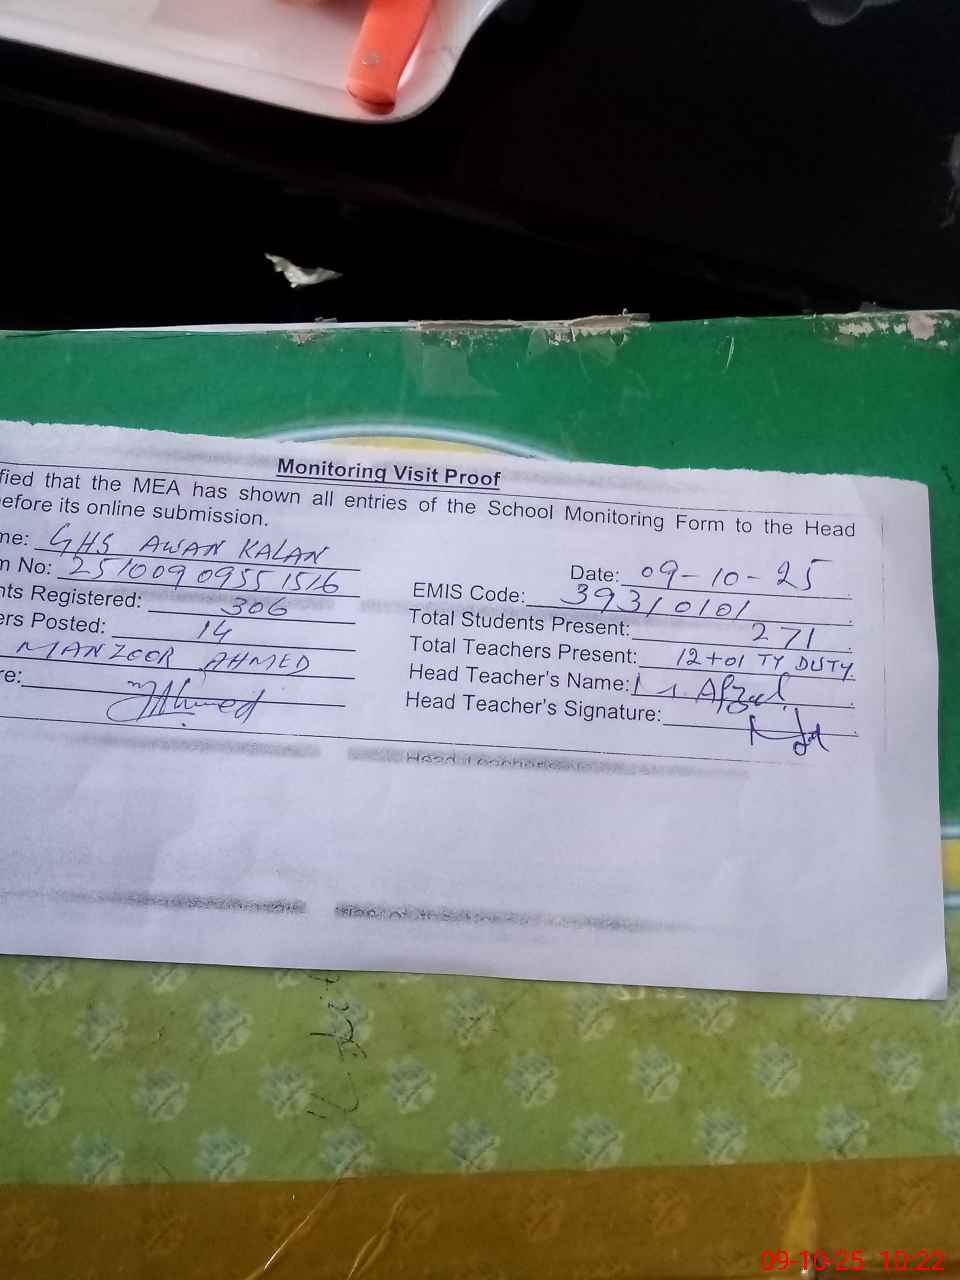 Monitoring Visit Proof
fied that the MEA has shown all entries of the School Monitoring Form to the Head
efore its online submission.
me: GHS AWAN KALAN
Date: 09-10-25
m No: 25100909551516
EMIS Code: 39310101
nts Registered: 306
Total Students Present: 271
ers Posted: 14
Total Teachers Present: 12+01 TY DUTY
MANZOOR AHMED
Head Teacher's Name: Afzal
re: Ahmed
Head Teacher's Signature:
09-10-25 10:22